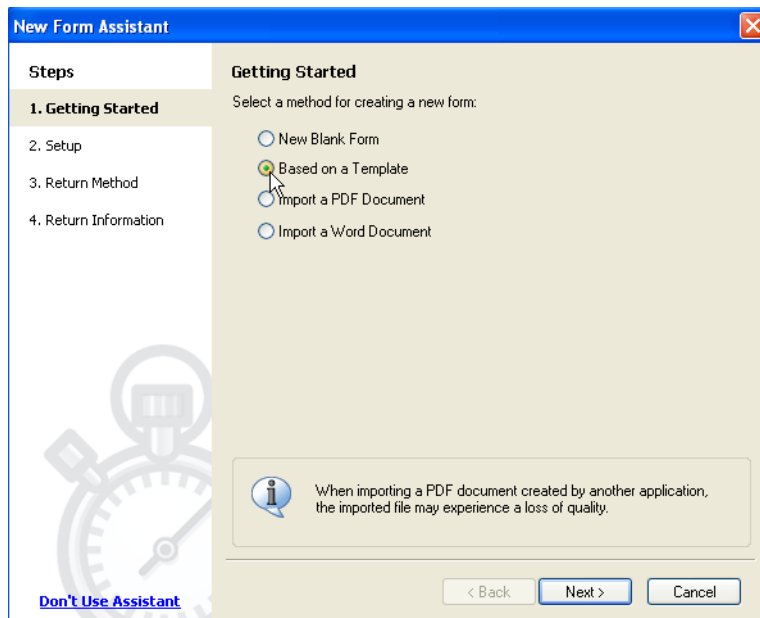 New Form Assistant
Steps
1. Getting Started
2. Setup
3. Return Method
4. Return Information
Don't Use Assistant
Getting Started
Select a method for creating a new form:
New Blank Form
Based on a Template
Import a PDF Document
Import a Word Document
When importing a PDF document created by another application,
the imported file may experience a loss of quality.
< Back
Next >
Cancel